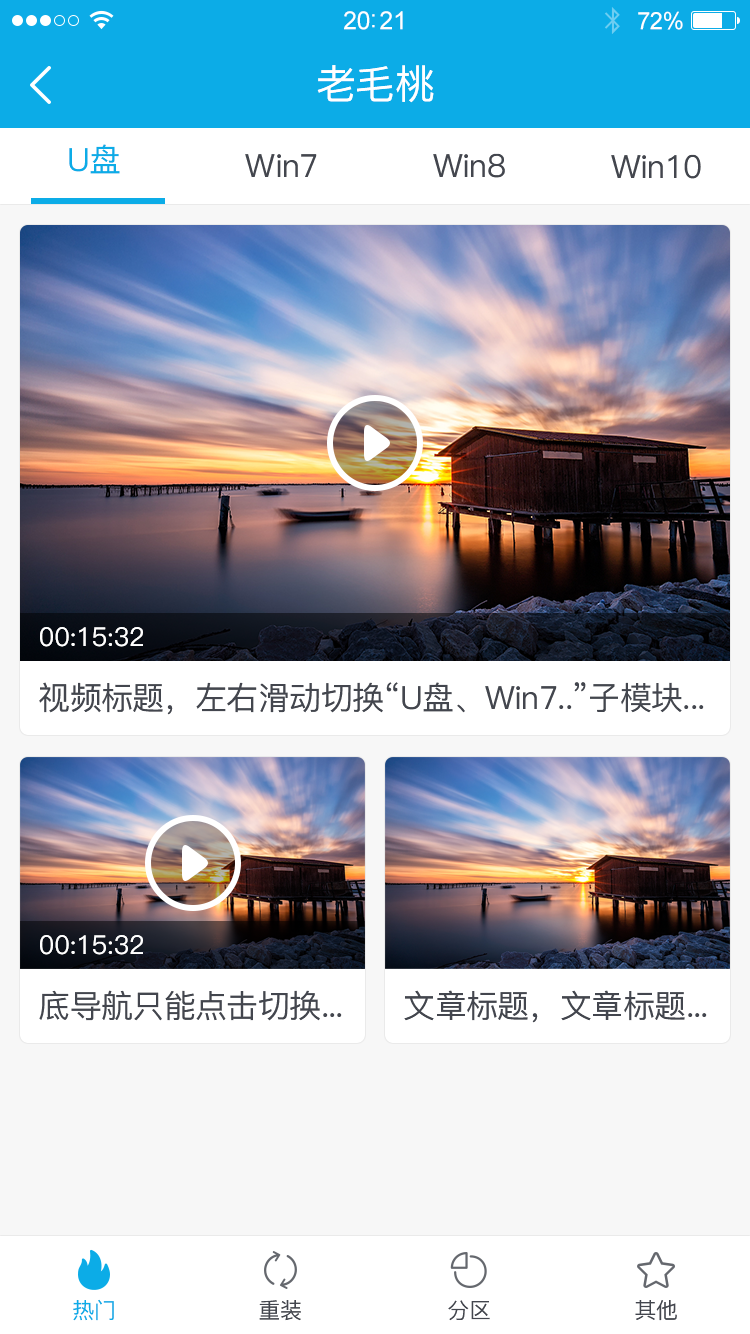 20:21
72%
老毛桃
U盘
Win7
Win8
Win10
00:15:32
视频标题，左右滑动切换“U盘、Win7..”子模块...
00:15:32
底导航只能点击切换...
文章标题，文章标题...
热门
重装
分区
其他